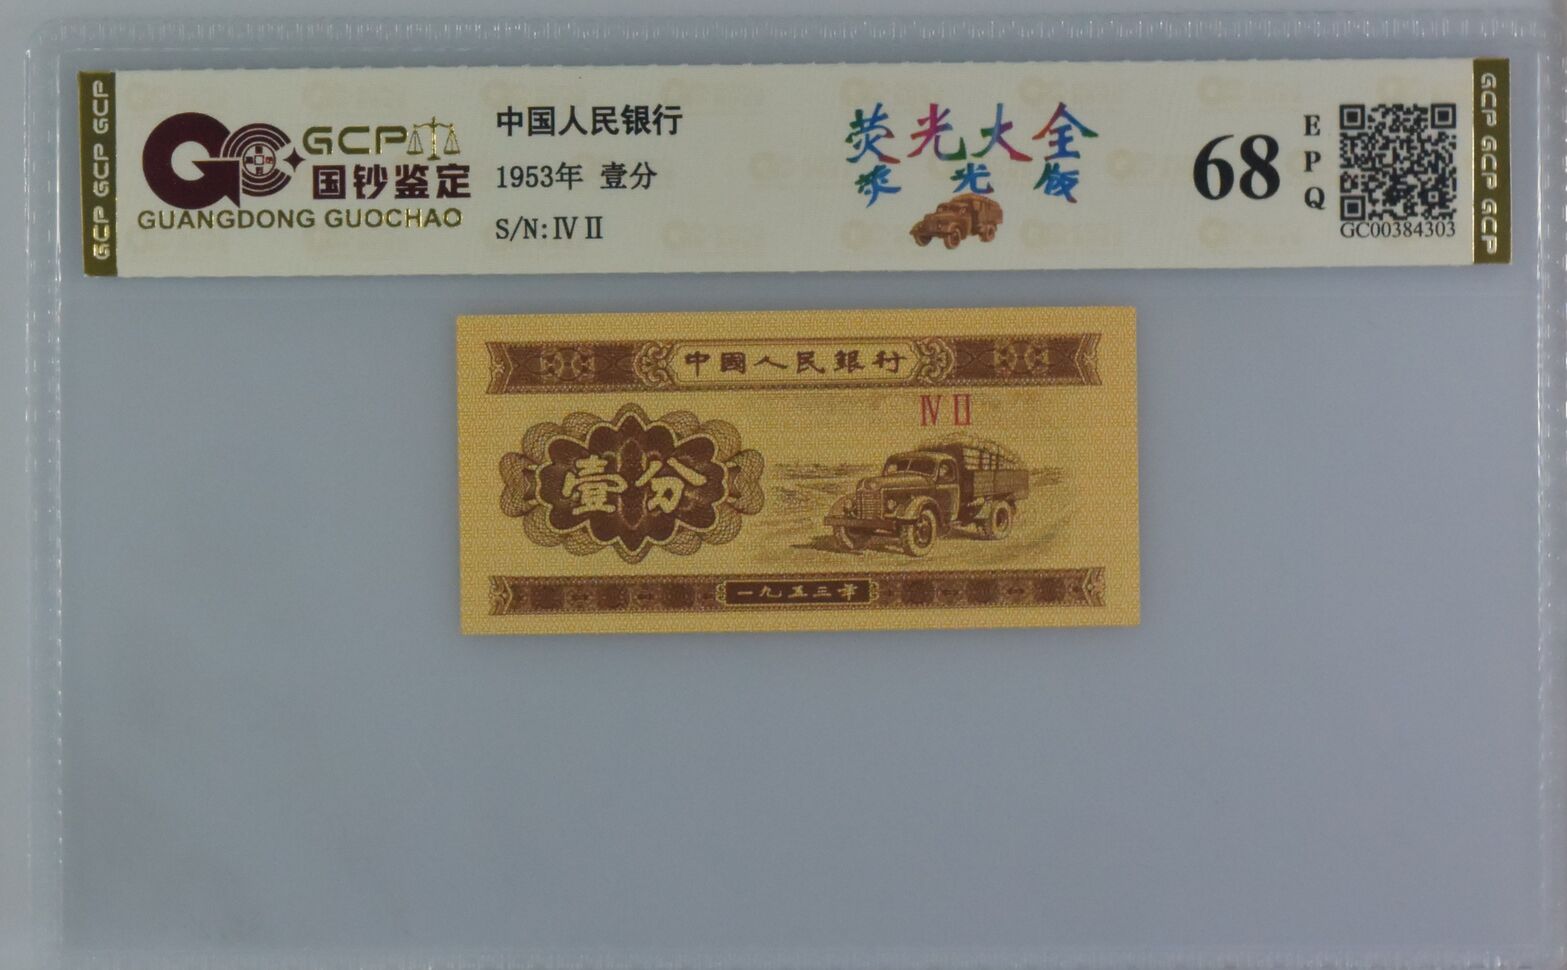 GCP GCP GCP
GCP
国钞鉴定
GUANGDONG GUOCHAO
中国人民银行
1953年 壹分
S/N: Ⅳ Ⅱ
荧光大全
荧光版
68
EPQ
GC00384303
GCP GCP GCP
中國人民銀行
Ⅳ Ⅱ
壹分
一九五三年